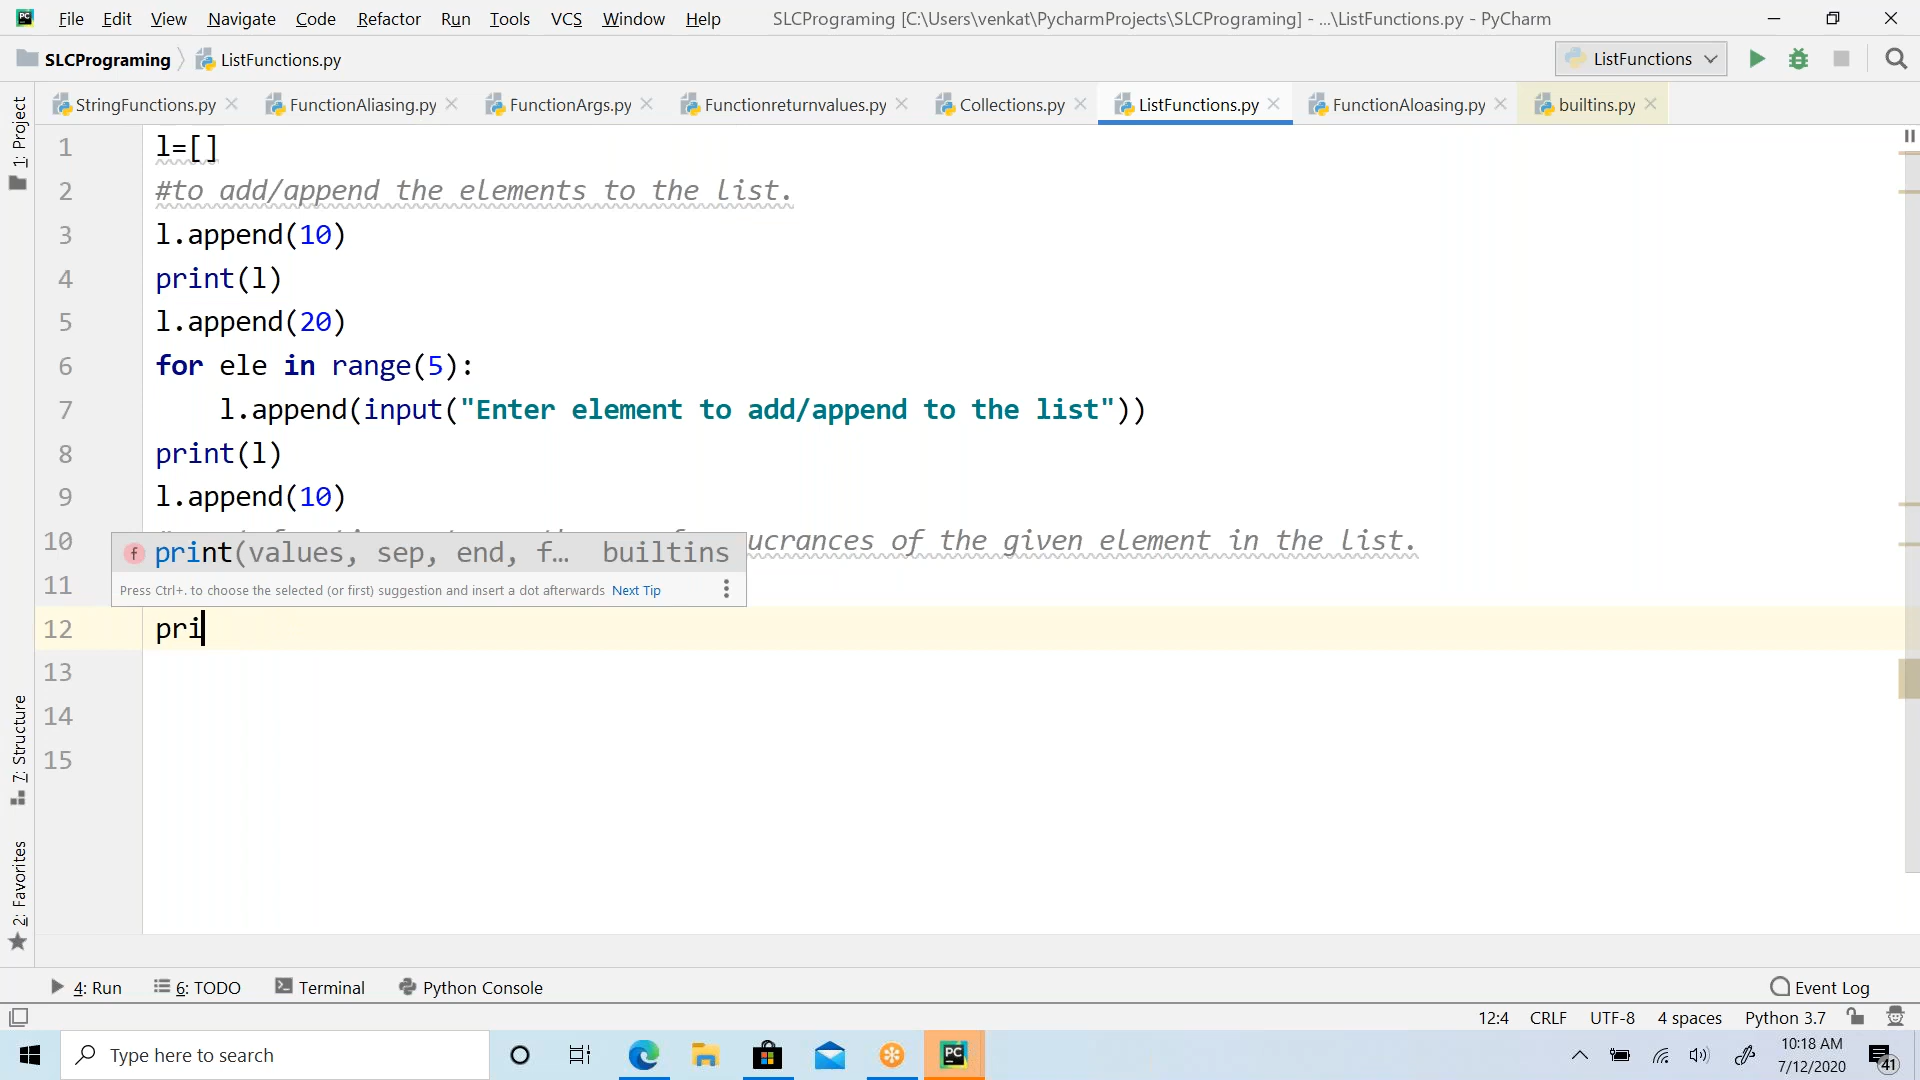 File Edit View Navigate Code Refactor Run Tools VCS Window Help SLCPrograming [C:\Users\venkat\PycharmProjects\SLCPrograming] - ...\ListFunctions.py - PyCharm
SLCPrograming ListFunctions.py ListFunctions
StringFunctions.py FunctionAliasing.py FunctionArgs.py Functionreturnvalues.py Collections.py ListFunctions.py FunctionAloasing.py builtins.py
1: Project
7: Structure
2: Favorites
1 l=[]
2 #to add/append the elements to the list.
3 l.append(10)
4 print(l)
5 l.append(20)
6 for ele in range(5):
7 l.append(input("Enter element to add/append to the list"))
8 print(l)
9 l.append(10)
10 ucrances of the given element in the list.
f print(values, sep, end, f... builtins
11
Press Ctrl+. to choose the selected (or first) suggestion and insert a dot afterwards Next Tip
12 pri
13
14
15
4: Run 6: TODO Terminal Python Console Event Log
12:4 CRLF UTF-8 4 spaces Python 3.7
Type here to search
10:18 AM
7/12/2020
41